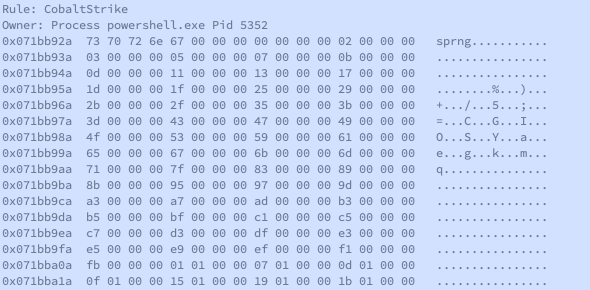 Rule: CobaltStrike
Owner: Process powershell.exe Pid 5352
0x071bb92a  73 70 72 6e 67 00 00 00 00 00 00 00 02 00 00 00   sprng...........
0x071bb93a  03 00 00 00 05 00 00 00 07 00 00 00 0b 00 00 00   ................
0x071bb94a  0d 00 00 00 11 00 00 00 13 00 00 00 17 00 00 00   ................
0x071bb95a  1d 00 00 00 1f 00 00 00 25 00 00 00 29 00 00 00   ........%...)...
0x071bb96a  2b 00 00 00 2f 00 00 00 35 00 00 00 3b 00 00 00   +.../...5...;...
0x071bb97a  3d 00 00 00 43 00 00 00 47 00 00 00 49 00 00 00   =...C...G...I...
0x071bb98a  4f 00 00 00 53 00 00 00 59 00 00 00 61 00 00 00   O...S...Y...a...
0x071bb99a  65 00 00 00 67 00 00 00 6b 00 00 00 6d 00 00 00   e...g...k...m...
0x071bb9aa  71 00 00 00 7f 00 00 00 83 00 00 00 89 00 00 00   q...............
0x071bb9ba  8b 00 00 00 95 00 00 00 97 00 00 00 9d 00 00 00   ................
0x071bb9ca  a3 00 00 00 a7 00 00 00 ad 00 00 00 b3 00 00 00   ................
0x071bb9da  b5 00 00 00 bf 00 00 00 c1 00 00 00 c5 00 00 00   ................
0x071bb9ea  c7 00 00 00 d3 00 00 00 df 00 00 00 e3 00 00 00   ................
0x071bb9fa  e5 00 00 00 e9 00 00 00 ef 00 00 00 f1 00 00 00   ................
0x071bba0a  fb 00 00 00 01 01 00 00 07 01 00 00 0d 01 00 00   ................
0x071bba1a  0f 01 00 00 15 01 00 00 19 01 00 00 1b 01 00 00   ................